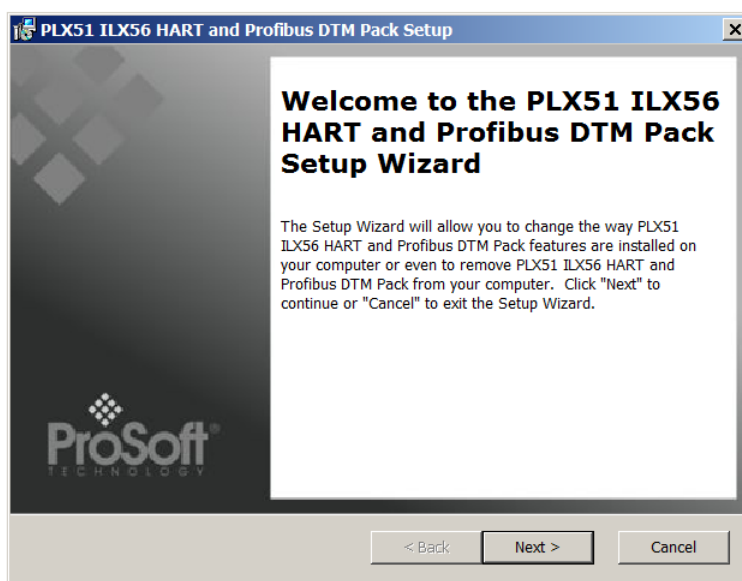 PLX51 ILX56 HART and Profibus DTM Pack Setup
Welcome to the PLX51 ILX56
HART and Profibus DTM Pack
Setup Wizard
The Setup Wizard will allow you to change the way PLX51
ILX56 HART and Profibus DTM Pack features are installed on
your computer or even to remove PLX51 ILX56 HART and
Profibus DTM Pack from your computer. Click "Next" to
continue or "Cancel" to exit the Setup Wizard.
ProSoft®
TECHNOLOGY
< Back
Next >
Cancel